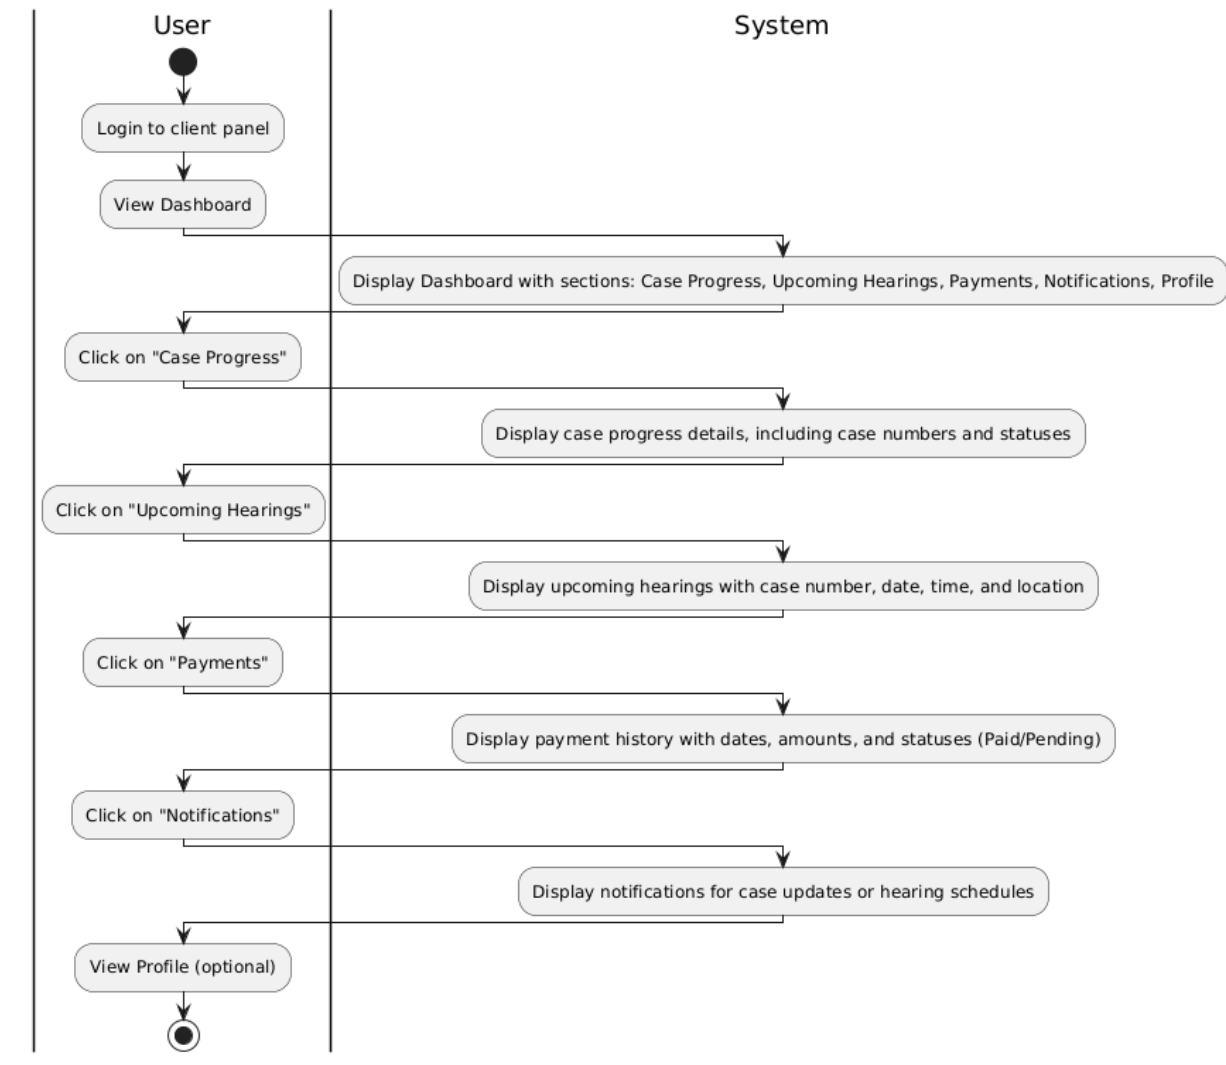 User
System
Login to client panel
View Dashboard
Display Dashboard with sections: Case Progress, Upcoming Hearings, Payments, Notifications, Profile
Click on "Case Progress"
Display case progress details, including case numbers and statuses
Click on "Upcoming Hearings"
Display upcoming hearings with case number, date, time, and location
Click on "Payments"
Display payment history with dates, amounts, and statuses (Paid/Pending)
Click on "Notifications"
Display notifications for case updates or hearing schedules
View Profile (optional)